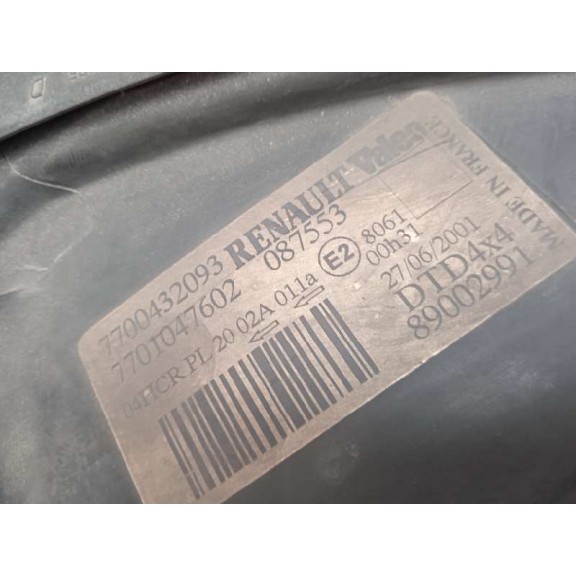 7700432093 RENAULT Valeo
7701047602 087553
04HCR PL 20 02A 011a E2 8061
00h31
27/06/2001
DTD4x4
89002991
MADE IN FRANCE